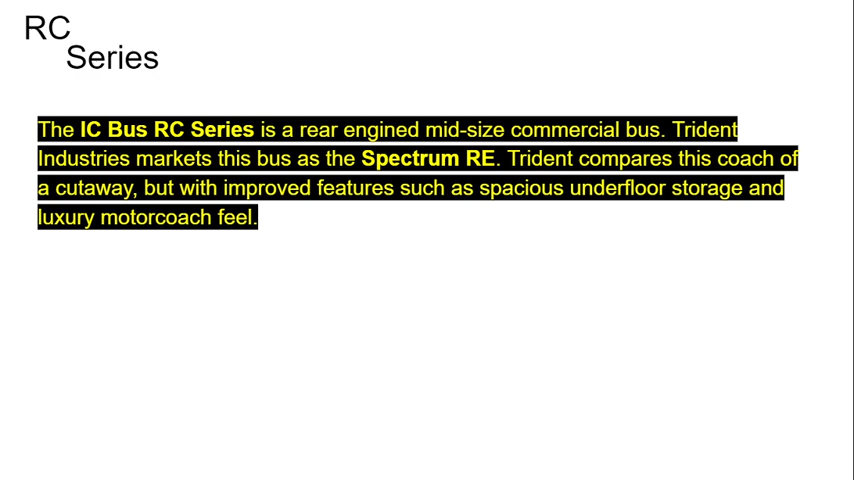 RC
Series
The IC Bus RC Series is a rear engined mid-size commercial bus. Trident
Industries markets this bus as the Spectrum RE. Trident compares this coach of
a cutaway, but with improved features such as spacious underfloor storage and
luxury motorcoach feel.